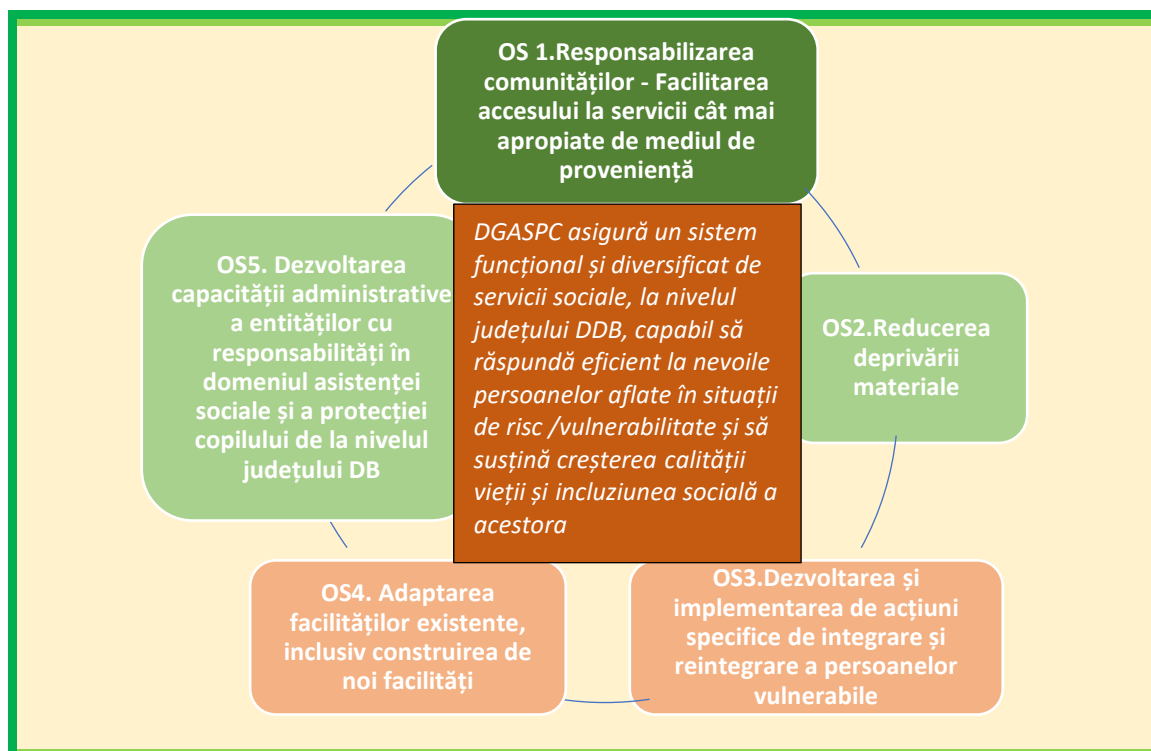 OS 1.Responsabilizarea
comunităților - Facilitarea
accesului la servicii cât mai
apropiate de mediul de
proveniență
DGASPC asigură un sistem
funcțional și diversificat de
servicii sociale, la nivelul
județului DDB, capabil să
răspundă eficient la nevoile
persoanelor aflate în situații
de risc /vulnerabilitate și să
susțină creșterea calității
vieții și incluziunea socială a
acestora
OS2.Reducerea
deprivării
materiale
OS3.Dezvoltarea și
implementarea de acțiuni
specifice de integrare și
reintegrare a persoanelor
vulnerabile
OS4. Adaptarea
facilităților existente,
inclusiv construirea de
noi facilități
OS5. Dezvoltarea
capacității administrative
a entităților cu
responsabilități în
domeniul asistenței
sociale și a protecției
copilului de la nivelul
județului DB